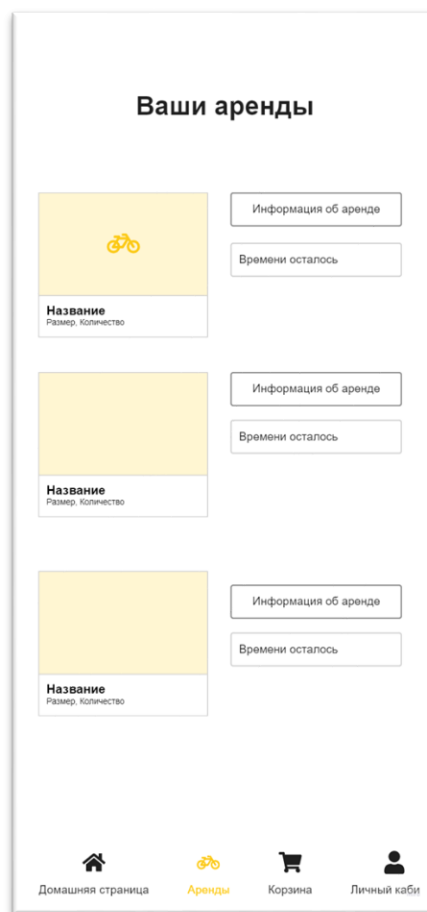 Ваши аренды
Информация об аренде
Времени осталось
Название
Размер, Количество
Информация об аренде
Времени осталось
Название
Размер, Количество
Информация об аренде
Времени осталось
Название
Размер, Количество
Домашняя страница
Аренды
Корзина
Личный каби